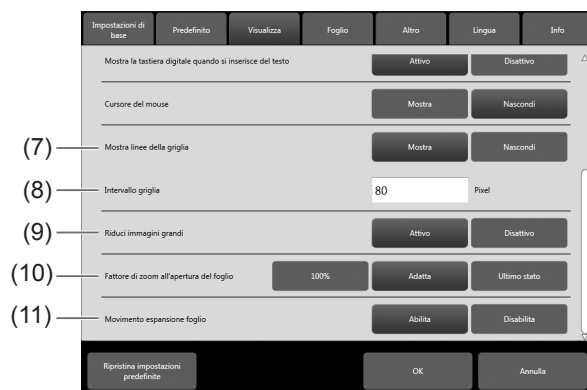 Impostazioni di base Predefinito Visualizza Foglio Altro Lingua Info
Mostra la tastiera digitale quando si inserisce del testo Attivo Disattivo
Cursore del mouse Mostra Nascondi
(7) Mostra linee della griglia Mostra Nascondi
(8) Intervallo griglia 80 Pixel
(9) Riduci immagini grandi Attivo Disattivo
(10) Fattore di zoom all'apertura del foglio 100% Adatta Ultimo stato
(11) Movimento espansione foglio Abilita Disabilita
Ripristina impostazioni predefinite OK Annulla